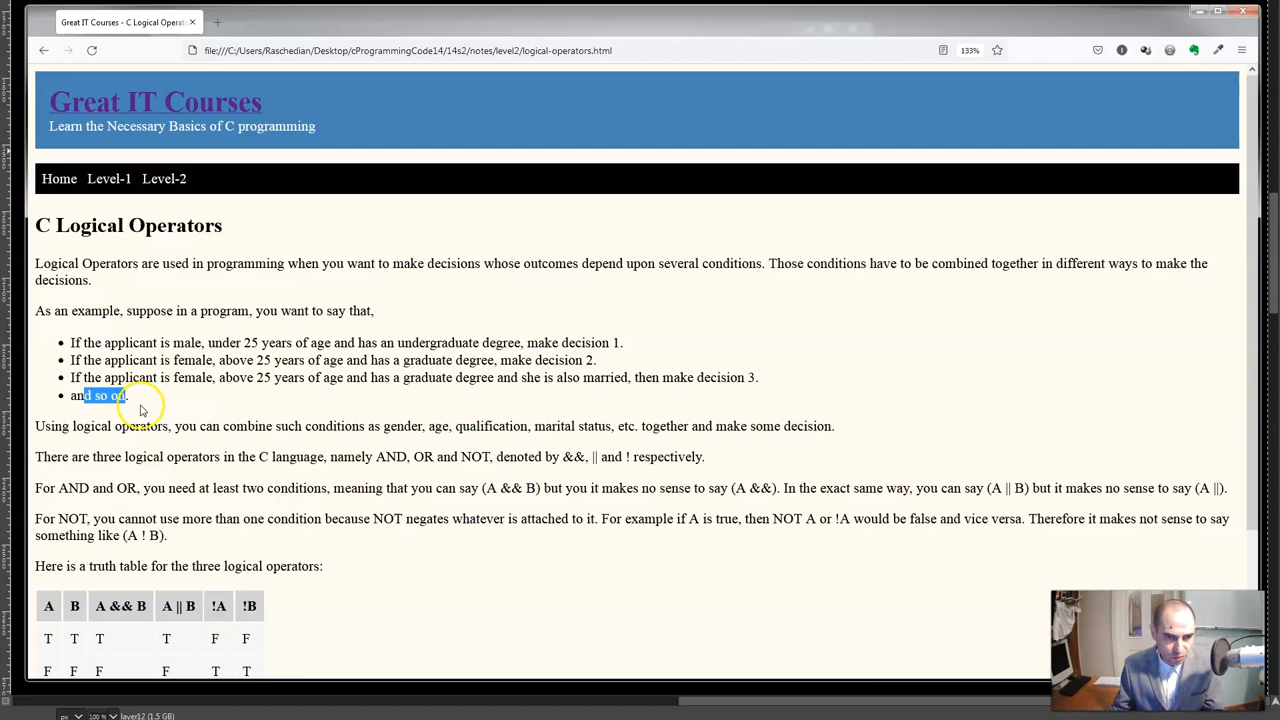 Great IT Courses - C Logical Operato
file:///C:/Users/Raschedian/Desktop/cProgrammingCode14/14s2/notes/level2/logical-operators.html
133%
Great IT Courses
Learn the Necessary Basics of C programming
Home Level-1 Level-2
C Logical Operators
Logical Operators are used in programming when you want to make decisions whose outcomes depend upon several conditions. Those conditions have to be combined together in different ways to make the
decisions.
As an example, suppose in a program, you want to say that,
• If the applicant is male, under 25 years of age and has an undergraduate degree, make decision 1.
• If the applicant is female, above 25 years of age and has a graduate degree, make decision 2.
• If the applicant is female, above 25 years of age and has a graduate degree and she is also married, then make decision 3.
• and so on.
Using logical operators, you can combine such conditions as gender, age, qualification, marital status, etc. together and make some decision.
There are three logical operators in the C language, namely AND, OR and NOT, denoted by &&, || and ! respectively.
For AND and OR, you need at least two conditions, meaning that you can say (A && B) but you it makes no sense to say (A &&). In the exact same way, you can say (A || B) but it makes no sense to say (A ||).
For NOT, you cannot use more than one condition because NOT negates whatever is attached to it. For example if A is true, then NOT A or !A would be false and vice versa. Therefore it makes not sense to say
something like (A ! B).
Here is a truth table for the three logical operators:
A B A && B A || B !A !B
T T T T F F
F F F F T T
px 100% layer12 (1.5 GB)